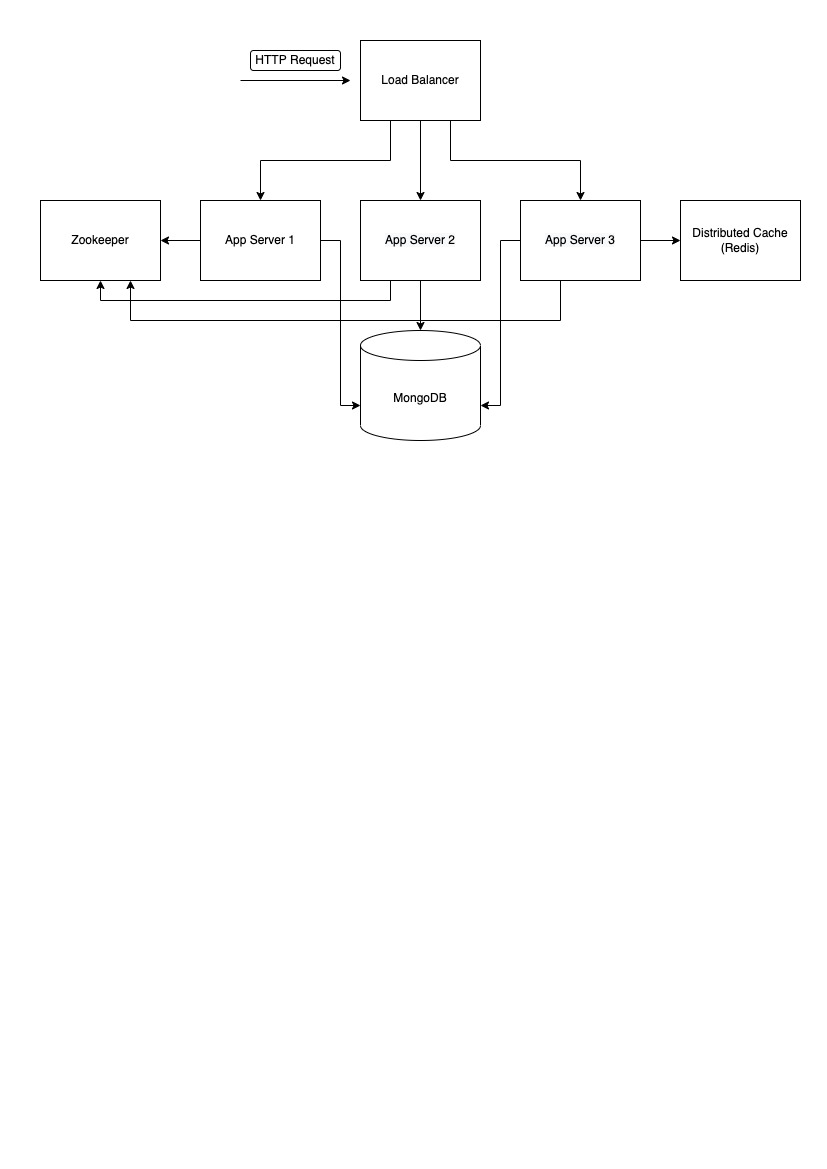 HTTP Request
Load Balancer
Zookeeper
App Server 1
App Server 2
App Server 3
Distributed Cache
(Redis)
MongoDB